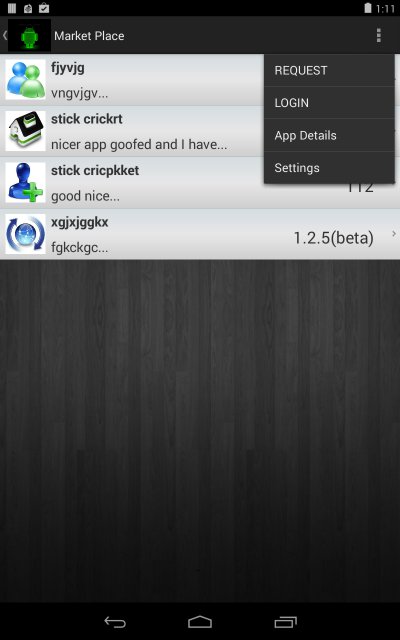 1:11
Market Place
REQUEST
LOGIN
App Details
Settings
fjyvjg
vngvjgv...
stick crickrt
nicer app goofed and I have...
stick cricpkket
good nice...
112
xgjxjggkx
fgkckgc...
1.2.5(beta)